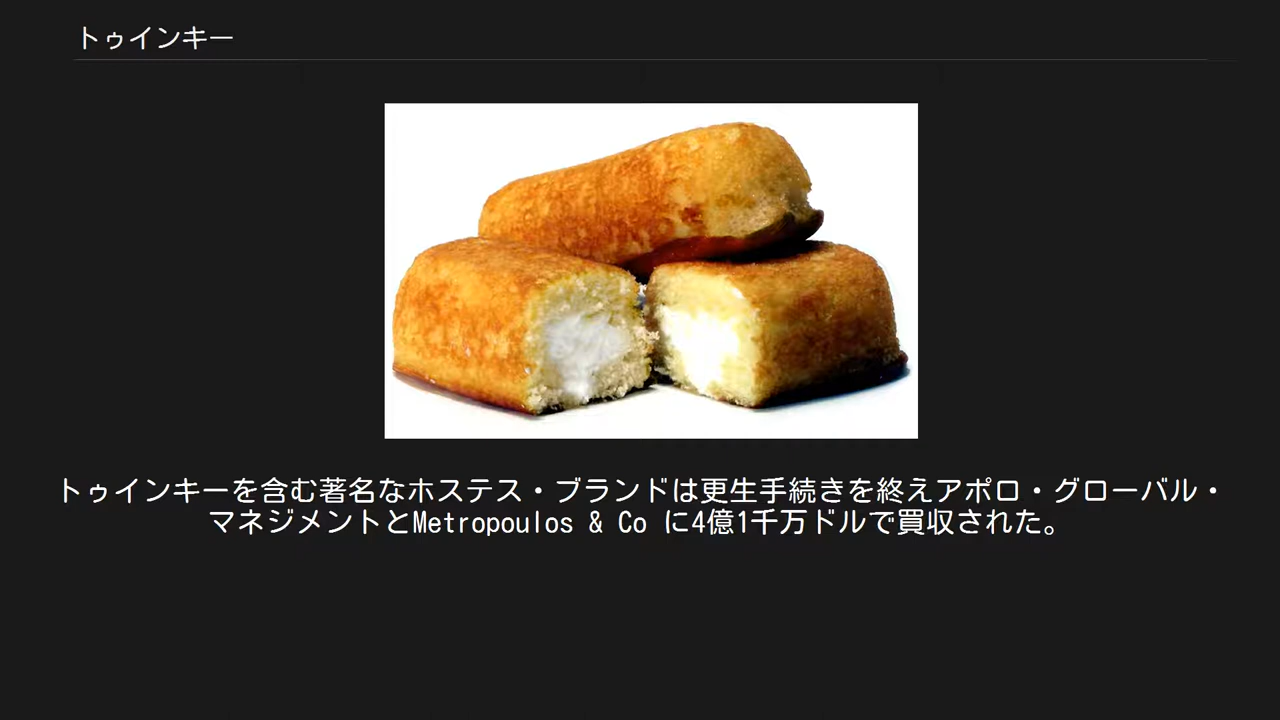 トゥインキー
トゥインキーを含む著名なホステス・ブランドは更生手続きを終えアポロ・グローバル・
マネジメントとMetropoulos & Co に4億1千万ドルで買収された。